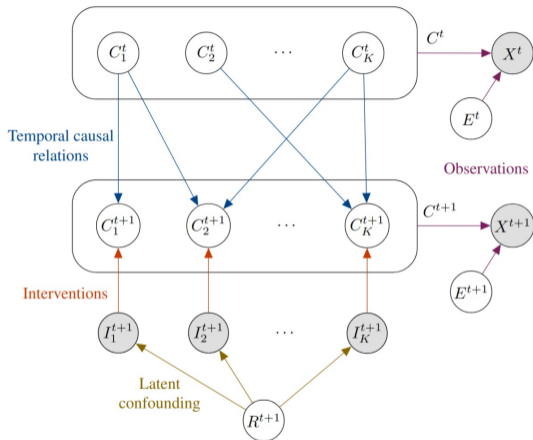 C_1^t C_2^t ⋯ C_K^t C^t X^t
E^t
Temporal causal
relations
Observations
C_1^{t+1} C_2^{t+1} ⋯ C_K^{t+1} C^{t+1} X^{t+1}
Interventions
E^{t+1}
I_1^{t+1} I_2^{t+1} ⋯ I_K^{t+1}
Latent
confounding
R^{t+1}